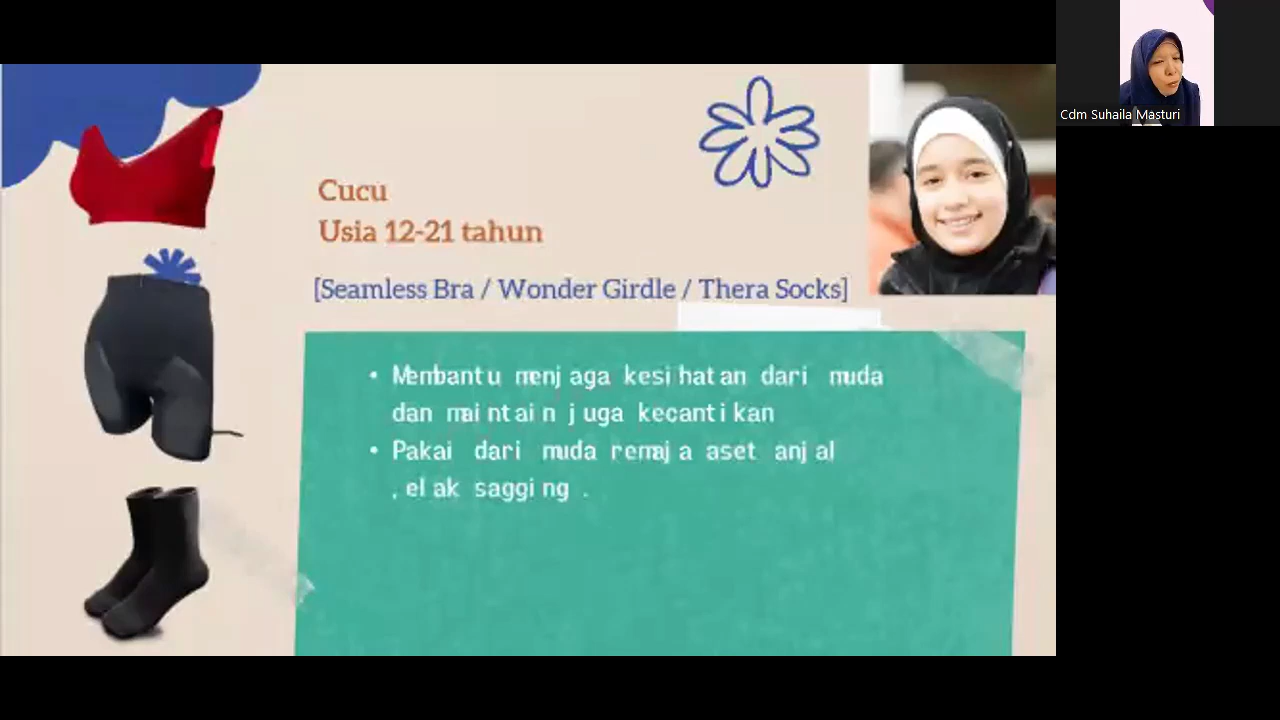 Cdm Suhaila Masturi
Cucu
Usia 12-21 tahun
[Seamless Bra / Wonder Girdle / Thera Socks]
• Membantu menjaga kesihatan dari muda
dan maintain juga kecantikan
• Pakai dari muda remaja aset anjal
,elak sagging .